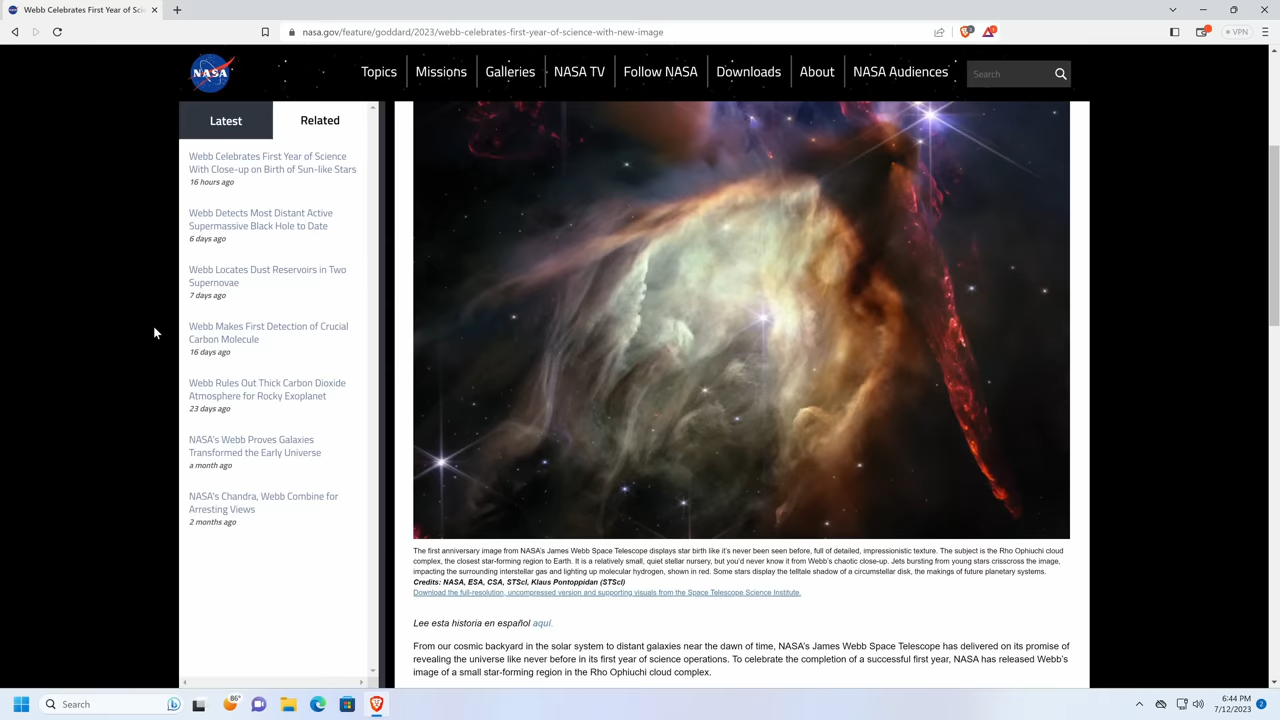 Webb Celebrates First Year of Scie
nasa.gov/feature/goddard/2023/webb-celebrates-first-year-of-science-with-new-image
VPN
NASA
Topics
Missions
Galleries
NASA TV
Follow NASA
Downloads
About
NASA Audiences
Search
Latest
Related
Webb Celebrates First Year of Science
With Close-up on Birth of Sun-like Stars
16 hours ago
Webb Detects Most Distant Active
Supermassive Black Hole to Date
6 days ago
Webb Locates Dust Reservoirs in Two
Supernovae
7 days ago
Webb Makes First Detection of Crucial
Carbon Molecule
16 days ago
Webb Rules Out Thick Carbon Dioxide
Atmosphere for Rocky Exoplanet
23 days ago
NASA's Webb Proves Galaxies
Transformed the Early Universe
a month ago
NASA's Chandra, Webb Combine for
Arresting Views
2 months ago
The first anniversary image from NASA's James Webb Space Telescope displays star birth like it's never been seen before, full of detailed, impressionistic texture. The subject is the Rho Ophiuchi cloud
complex, the closest star-forming region to Earth. It is a relatively small, quiet stellar nursery, but you'd never know it from Webb's chaotic close-up. Jets bursting from young stars crisscross the image,
impacting the surrounding interstellar gas and lighting up molecular hydrogen, shown in red. Some stars display the telltale shadow of a circumstellar disk, the makings of future planetary systems.
Credits: NASA, ESA, CSA, STScI, Klaus Pontoppidan (STScI)
Download the full-resolution, uncompressed version and supporting visuals from the Space Telescope Science Institute.
Lee esta historia en español aquí.
From our cosmic backyard in the solar system to distant galaxies near the dawn of time, NASA's James Webb Space Telescope has delivered on its promise of
revealing the universe like never before in its first year of science operations. To celebrate the completion of a successful first year, NASA has released Webb's
image of a small star-forming region in the Rho Ophiuchi cloud complex.
Search
86°
6:44 PM
7/12/2023
2